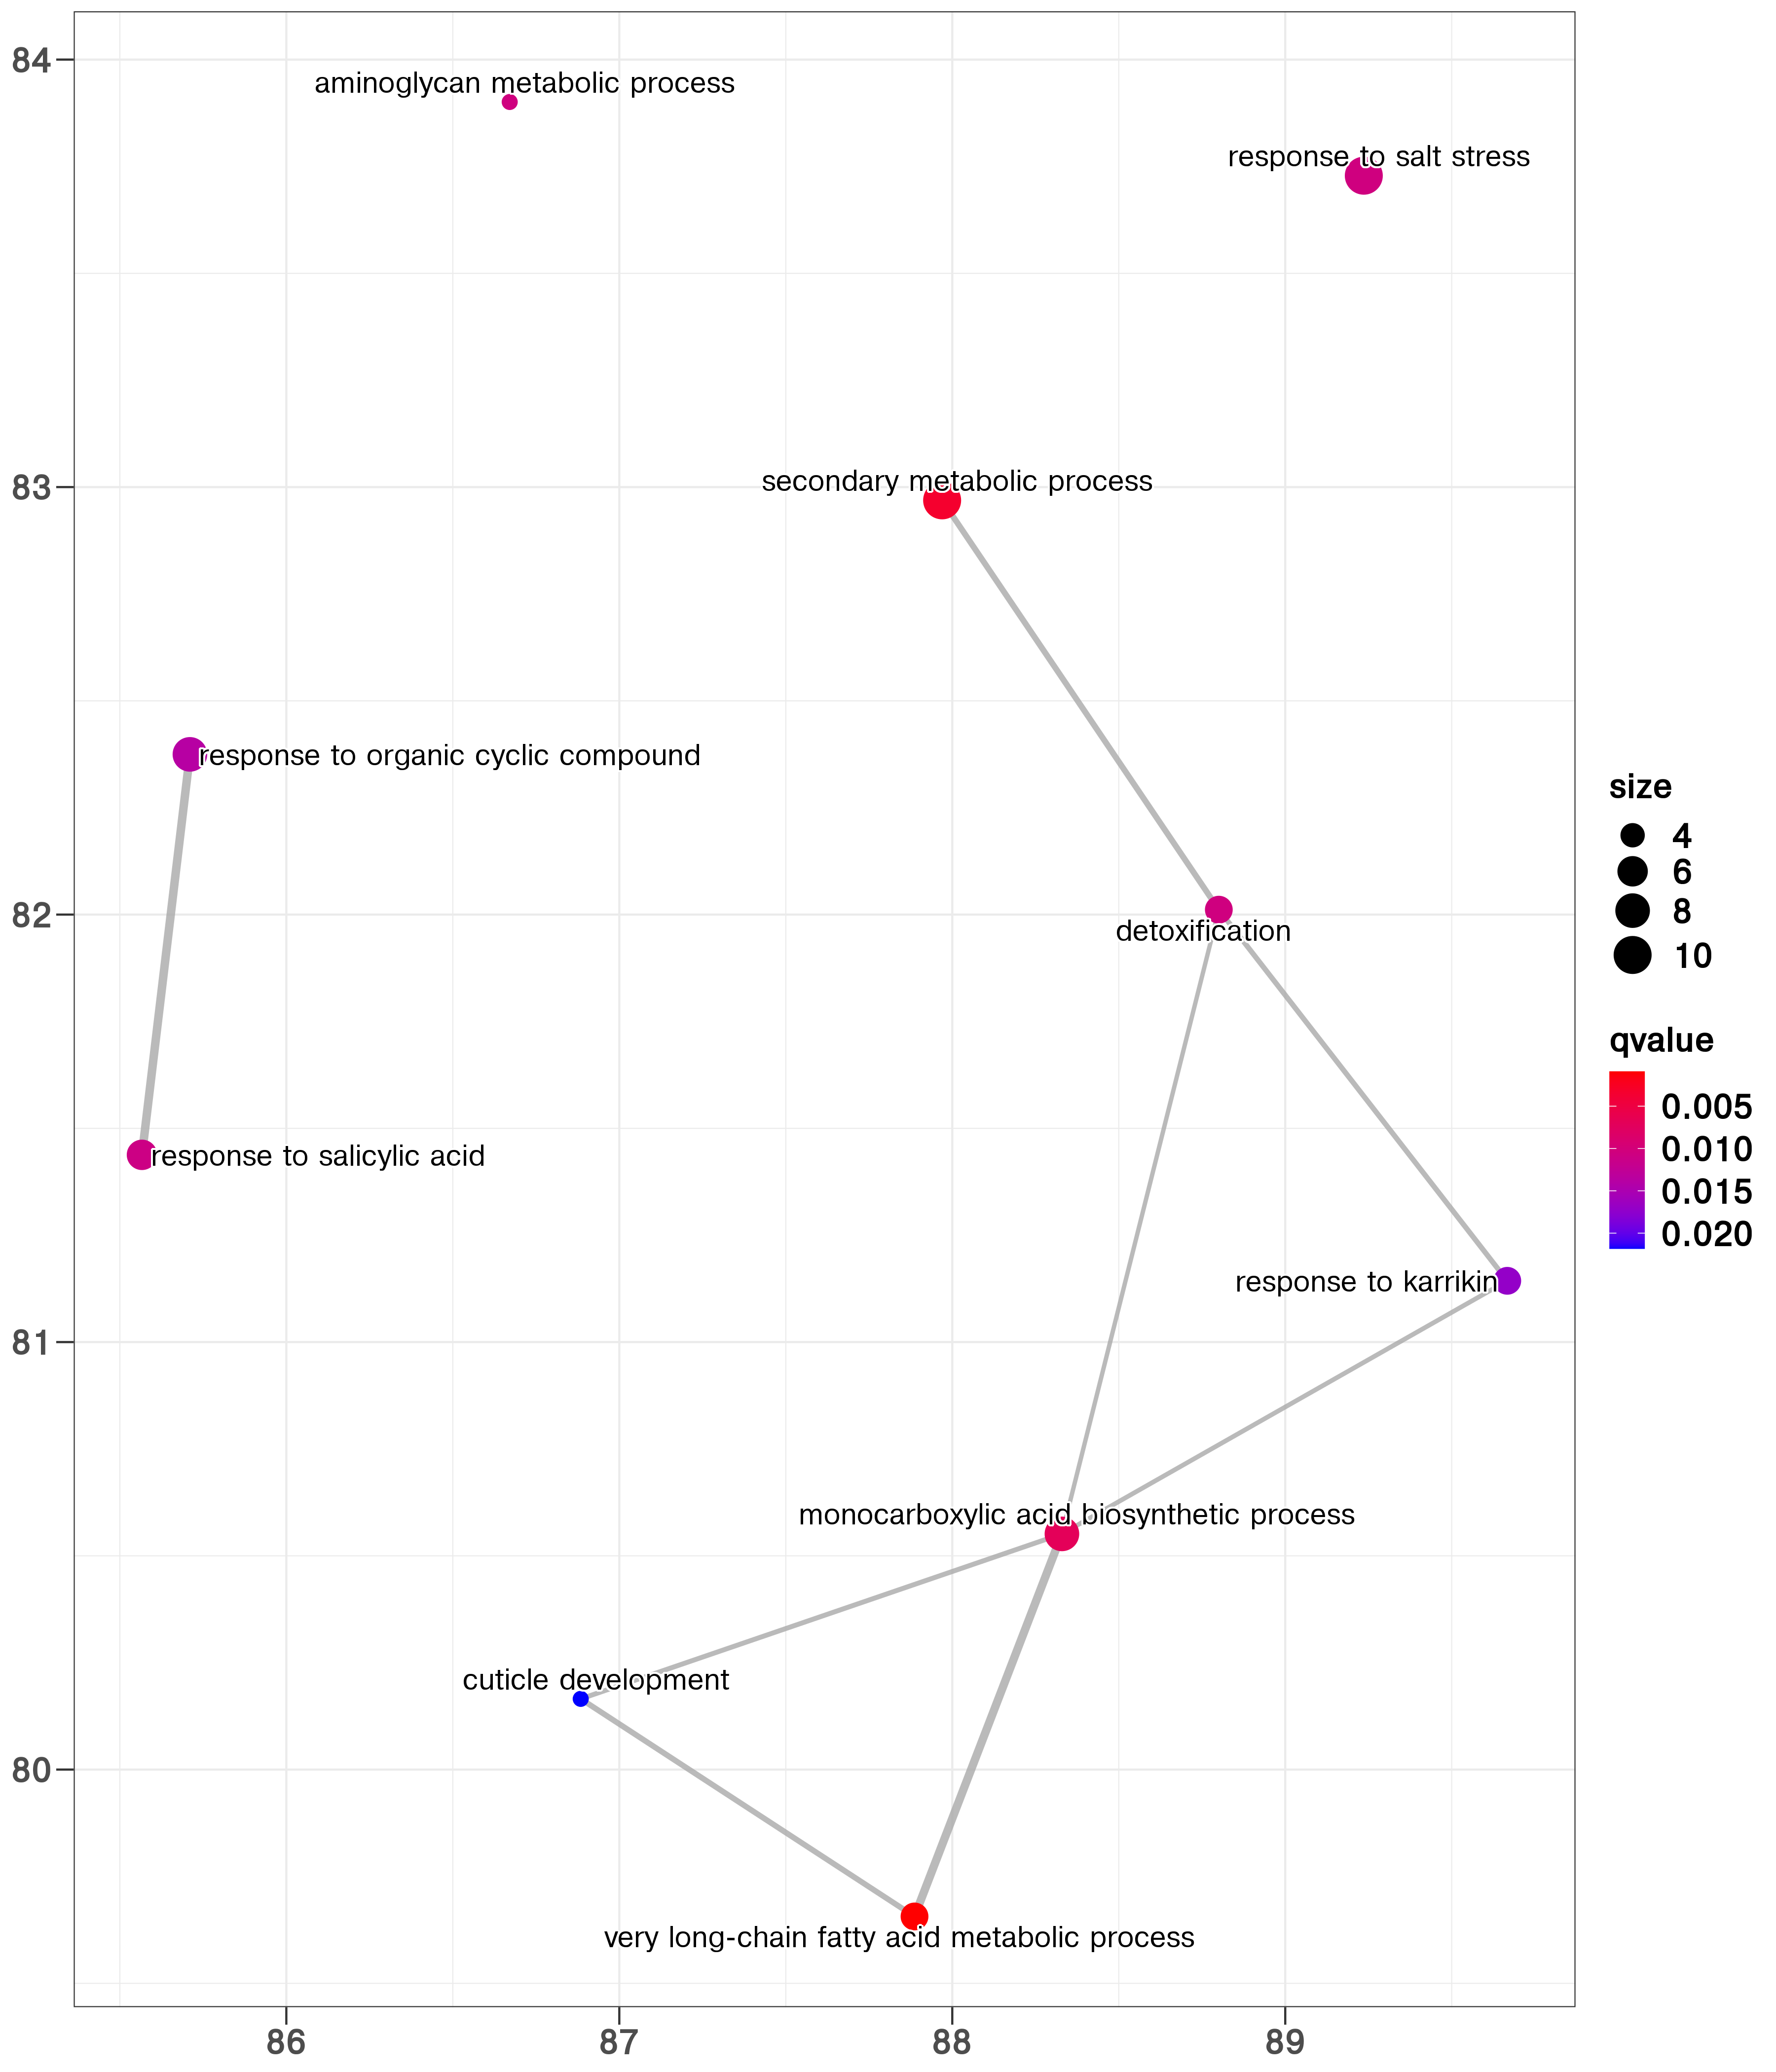 84
aminoglycan metabolic process
response to salt stress
83
secondary metabolic process
response to organic cyclic compound
size
4
6
8
10
82
detoxification
qvalue
0.005
0.010
0.015
0.020
response to salicylic acid
response to karrikin
81
monocarboxylic acid biosynthetic process
cuticle development
80
very long-chain fatty acid metabolic process
86
87
88
89